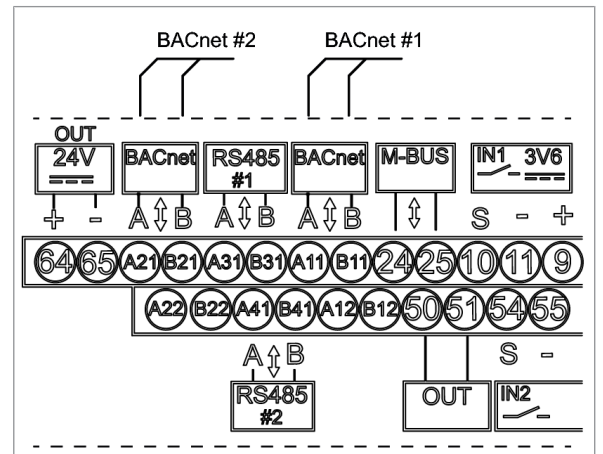 BACnet #2 BACnet #1
OUT
24V BACnet RS485 BACnet M-BUS IN1 3V6
#1
+ - A B A B A B S - +
64 65 A21 B21 A31 B31 A11 B11 24 25 10 11 9
A22 B22 A41 B41 A12 B12 50 51 54 55
A B S -
RS485 OUT IN2
#2